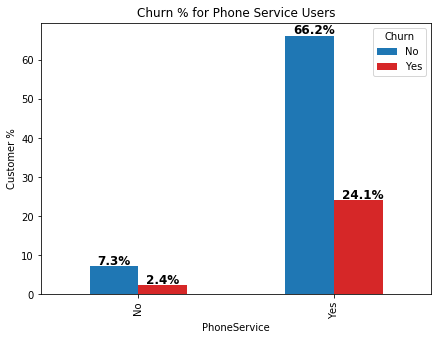 Churn % for Phone Service Users
Churn
No
Yes
66.2%
24.1%
7.3%
2.4%
Customer %
60
50
40
30
20
10
0
No
Yes
PhoneService